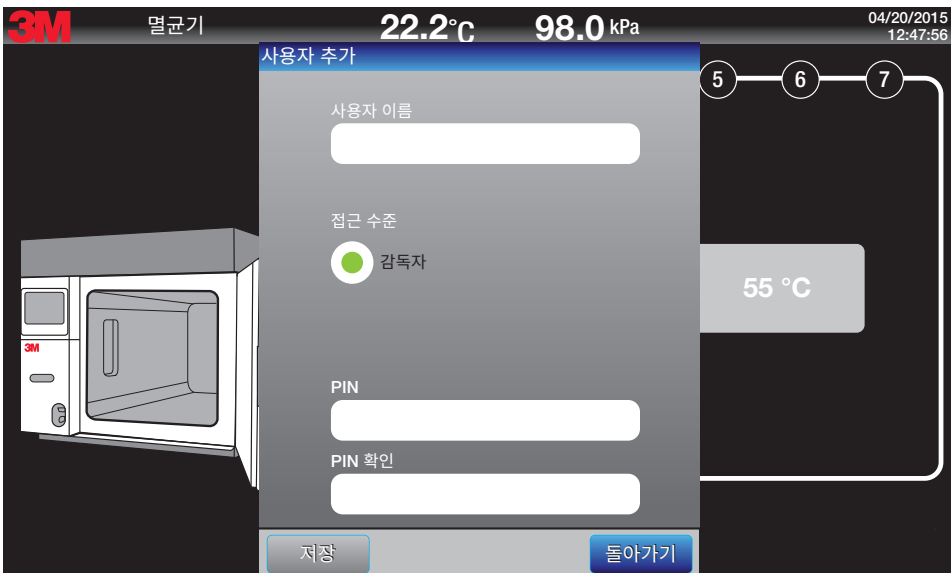 3M 멸균기 22.2°C 98.0 kPa 04/20/2015
12:47:56
사용자 추가
5 6 7
사용자 이름
접근 수준
감독자
55 °C
3M
PIN
PIN 확인
저장 돌아가기